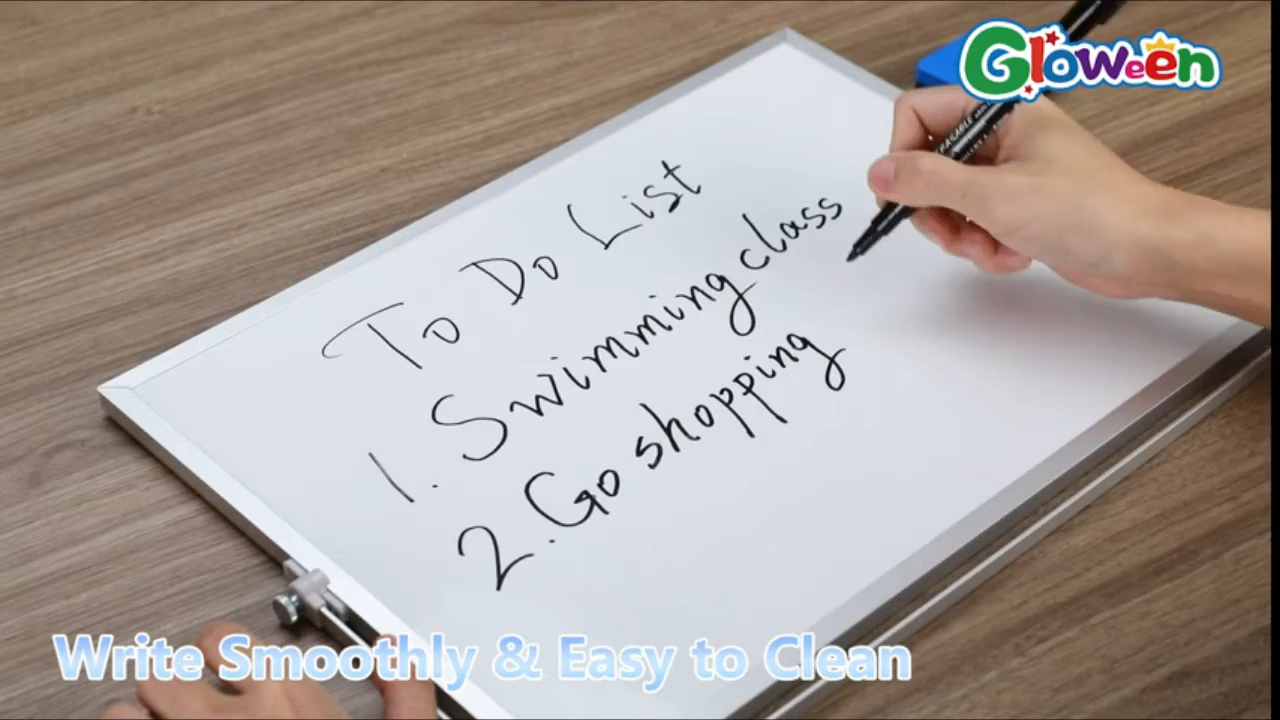 Gloween
To Do List
1. Swimming class
2. Go shopping
Write Smoothly & Easy to Clean